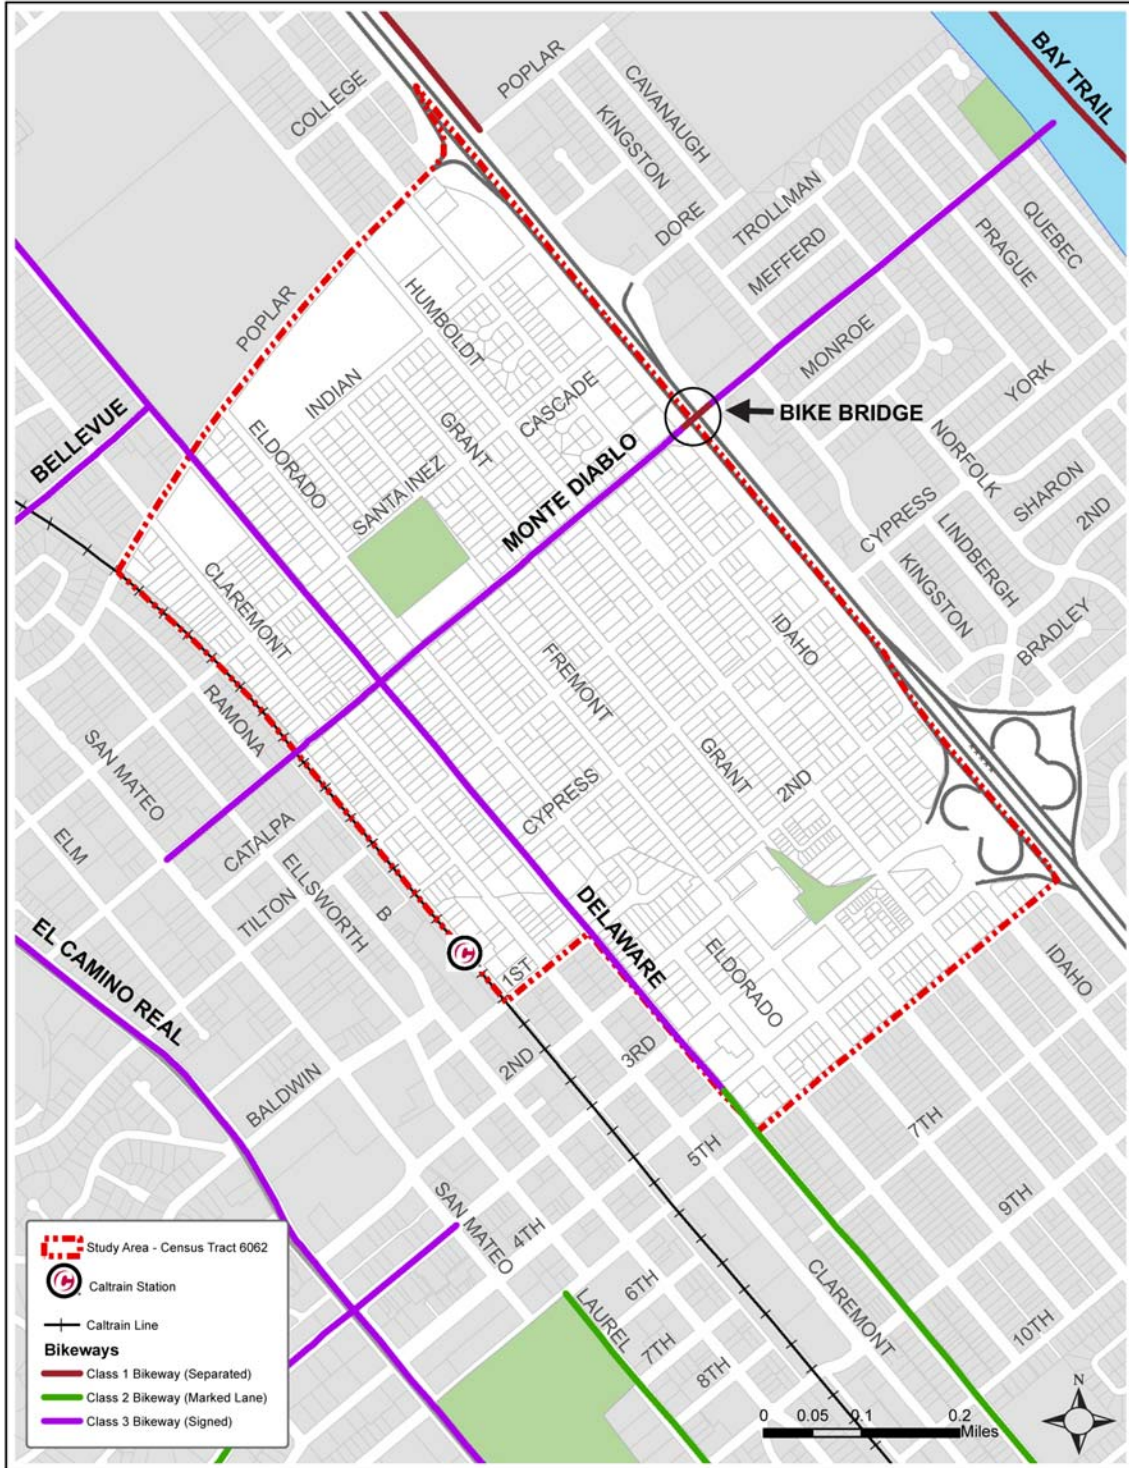 BAY TRAIL
POPLAR
COLLEGE
CAVANAUGH
KINGSTON
DORE
TROLLMAN
MEFFERD
QUEBEC
PRAGUE
POPLAR
HUMBOLDT
MONROE
YORK
INDIAN
CASCADE
BIKE BRIDGE
BELLEVUE
ELDORADO
GRANT
NORFOLK
SANTA INEZ
MONTE DIABLO
SHARON
2ND
CYPRESS
LINDBERGH
KINGSTON
CLAREMONT
IDAHO
BRADLEY
FREMONT
RAMONA
SAN MATEO
GRANT
2ND
CYPRESS
CATALPA
ELM
ELLSWORTH
TILTON
B
DELAWARE
EL CAMINO REAL
1ST
ELDORADO
IDAHO
2ND
3RD
BALDWIN
7TH
5TH
9TH
SAN MATEO
4TH
CLAREMONT
6TH
LAUREL
7TH
8TH
10TH
Study Area - Census Tract 6062
Caltrain Station
Caltrain Line
Bikeways
Class 1 Bikeway (Separated)
Class 2 Bikeway (Marked Lane)
Class 3 Bikeway (Signed)
N
0 0.05 0.1 0.2
Miles